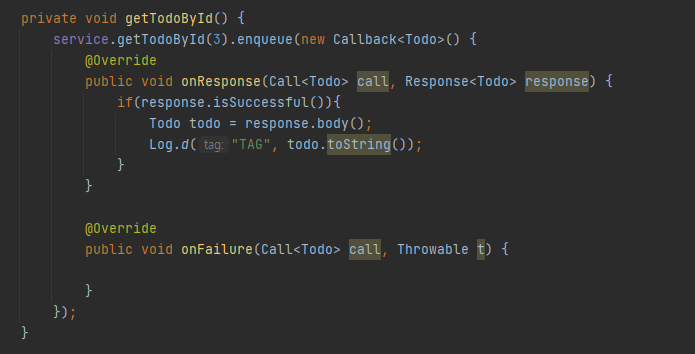 private void getTodoById() {
    service.getTodoById(3).enqueue(new Callback<Todo>() {
        @Override
        public void onResponse(Call<Todo> call, Response<Todo> response) {
            if(response.isSuccessful()){
                Todo todo = response.body();
                Log.d( tag: "TAG", todo.toString());
            }
        }
        @Override
        public void onFailure(Call<Todo> call, Throwable t) {
        }
    });
}